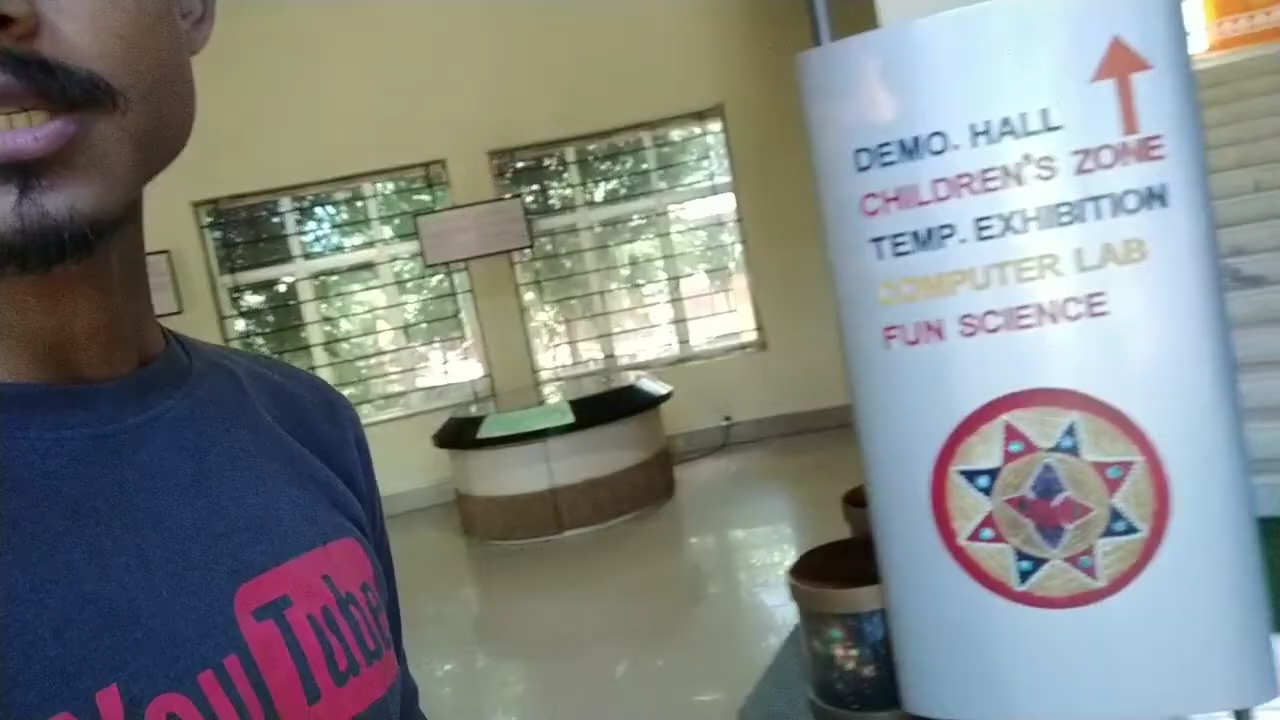 DEMO. HALL
CHILDREN'S ZONE
TEMP. EXHIBITION
COMPUTER LAB
FUN SCIENCE
YouTube